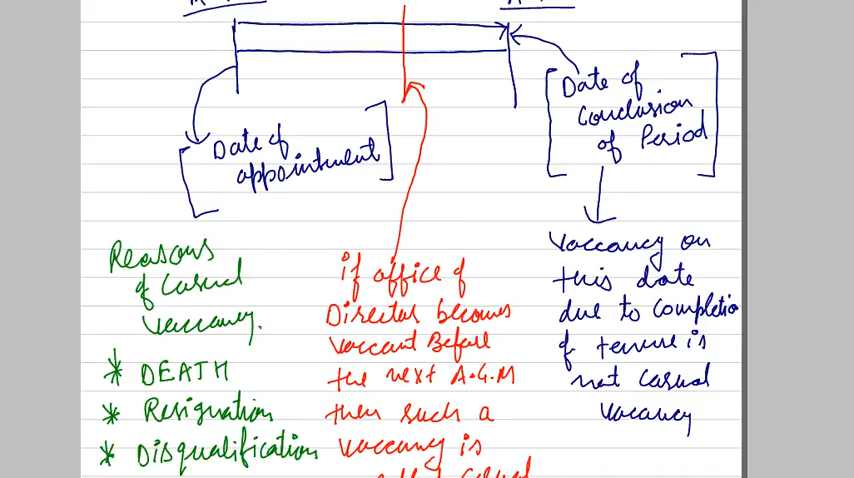 Date of
appointment
Date of
Conclusion
of Period
Reasons
of Casual
Vaccancy.
* DEATH
* Resignation
* Disqualification
if office of
Director becomes
Vaccant Before
the next A.G.M
then such a
Vaccancy is
Vaccancy on
this date
due to Completio
of tenure is
not Casual
Vacancy